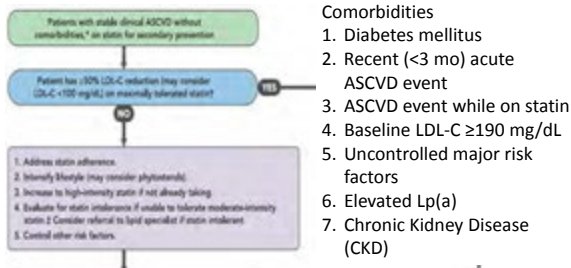 Patients with stable clinical ASCVD without
comorbidities,* on statin for secondary prevention
Patient has ≥50% LDL-C reduction (may consider
LDL-C <100 mg/dL) on maximally tolerated statin†
YES
NO
1. Address statin adherence.
2. Intensify lifestyle (may consider phytosterols).
3. Increase to high-intensity statin if not already taking.
4. Evaluate for statin intolerance if unable to tolerate moderate-intensity
statin.‡ Consider referral to lipid specialist if statin intolerant.
5. Control other risk factors.
Comorbidities
1. Diabetes mellitus
2. Recent (<3 mo) acute
ASCVD event
3. ASCVD event while on statin
4. Baseline LDL-C ≥190 mg/dL
5. Uncontrolled major risk
factors
6. Elevated Lp(a)
7. Chronic Kidney Disease
(CKD)